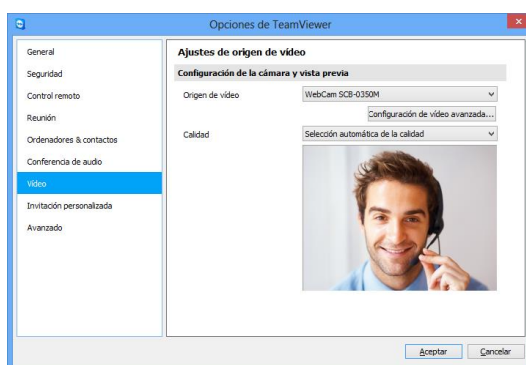 Opciones de TeamViewer
General
Seguridad
Control remoto
Reunión
Ordenadores & contactos
Conferencia de audio
Vídeo
Invitación personalizada
Avanzado
Ajustes de origen de vídeo
Configuración de la cámara y vista previa
Origen de vídeo
WebCam SCB-0350M
Configuración de vídeo avanzada...
Calidad
Selección automática de la calidad
Aceptar
Cancelar